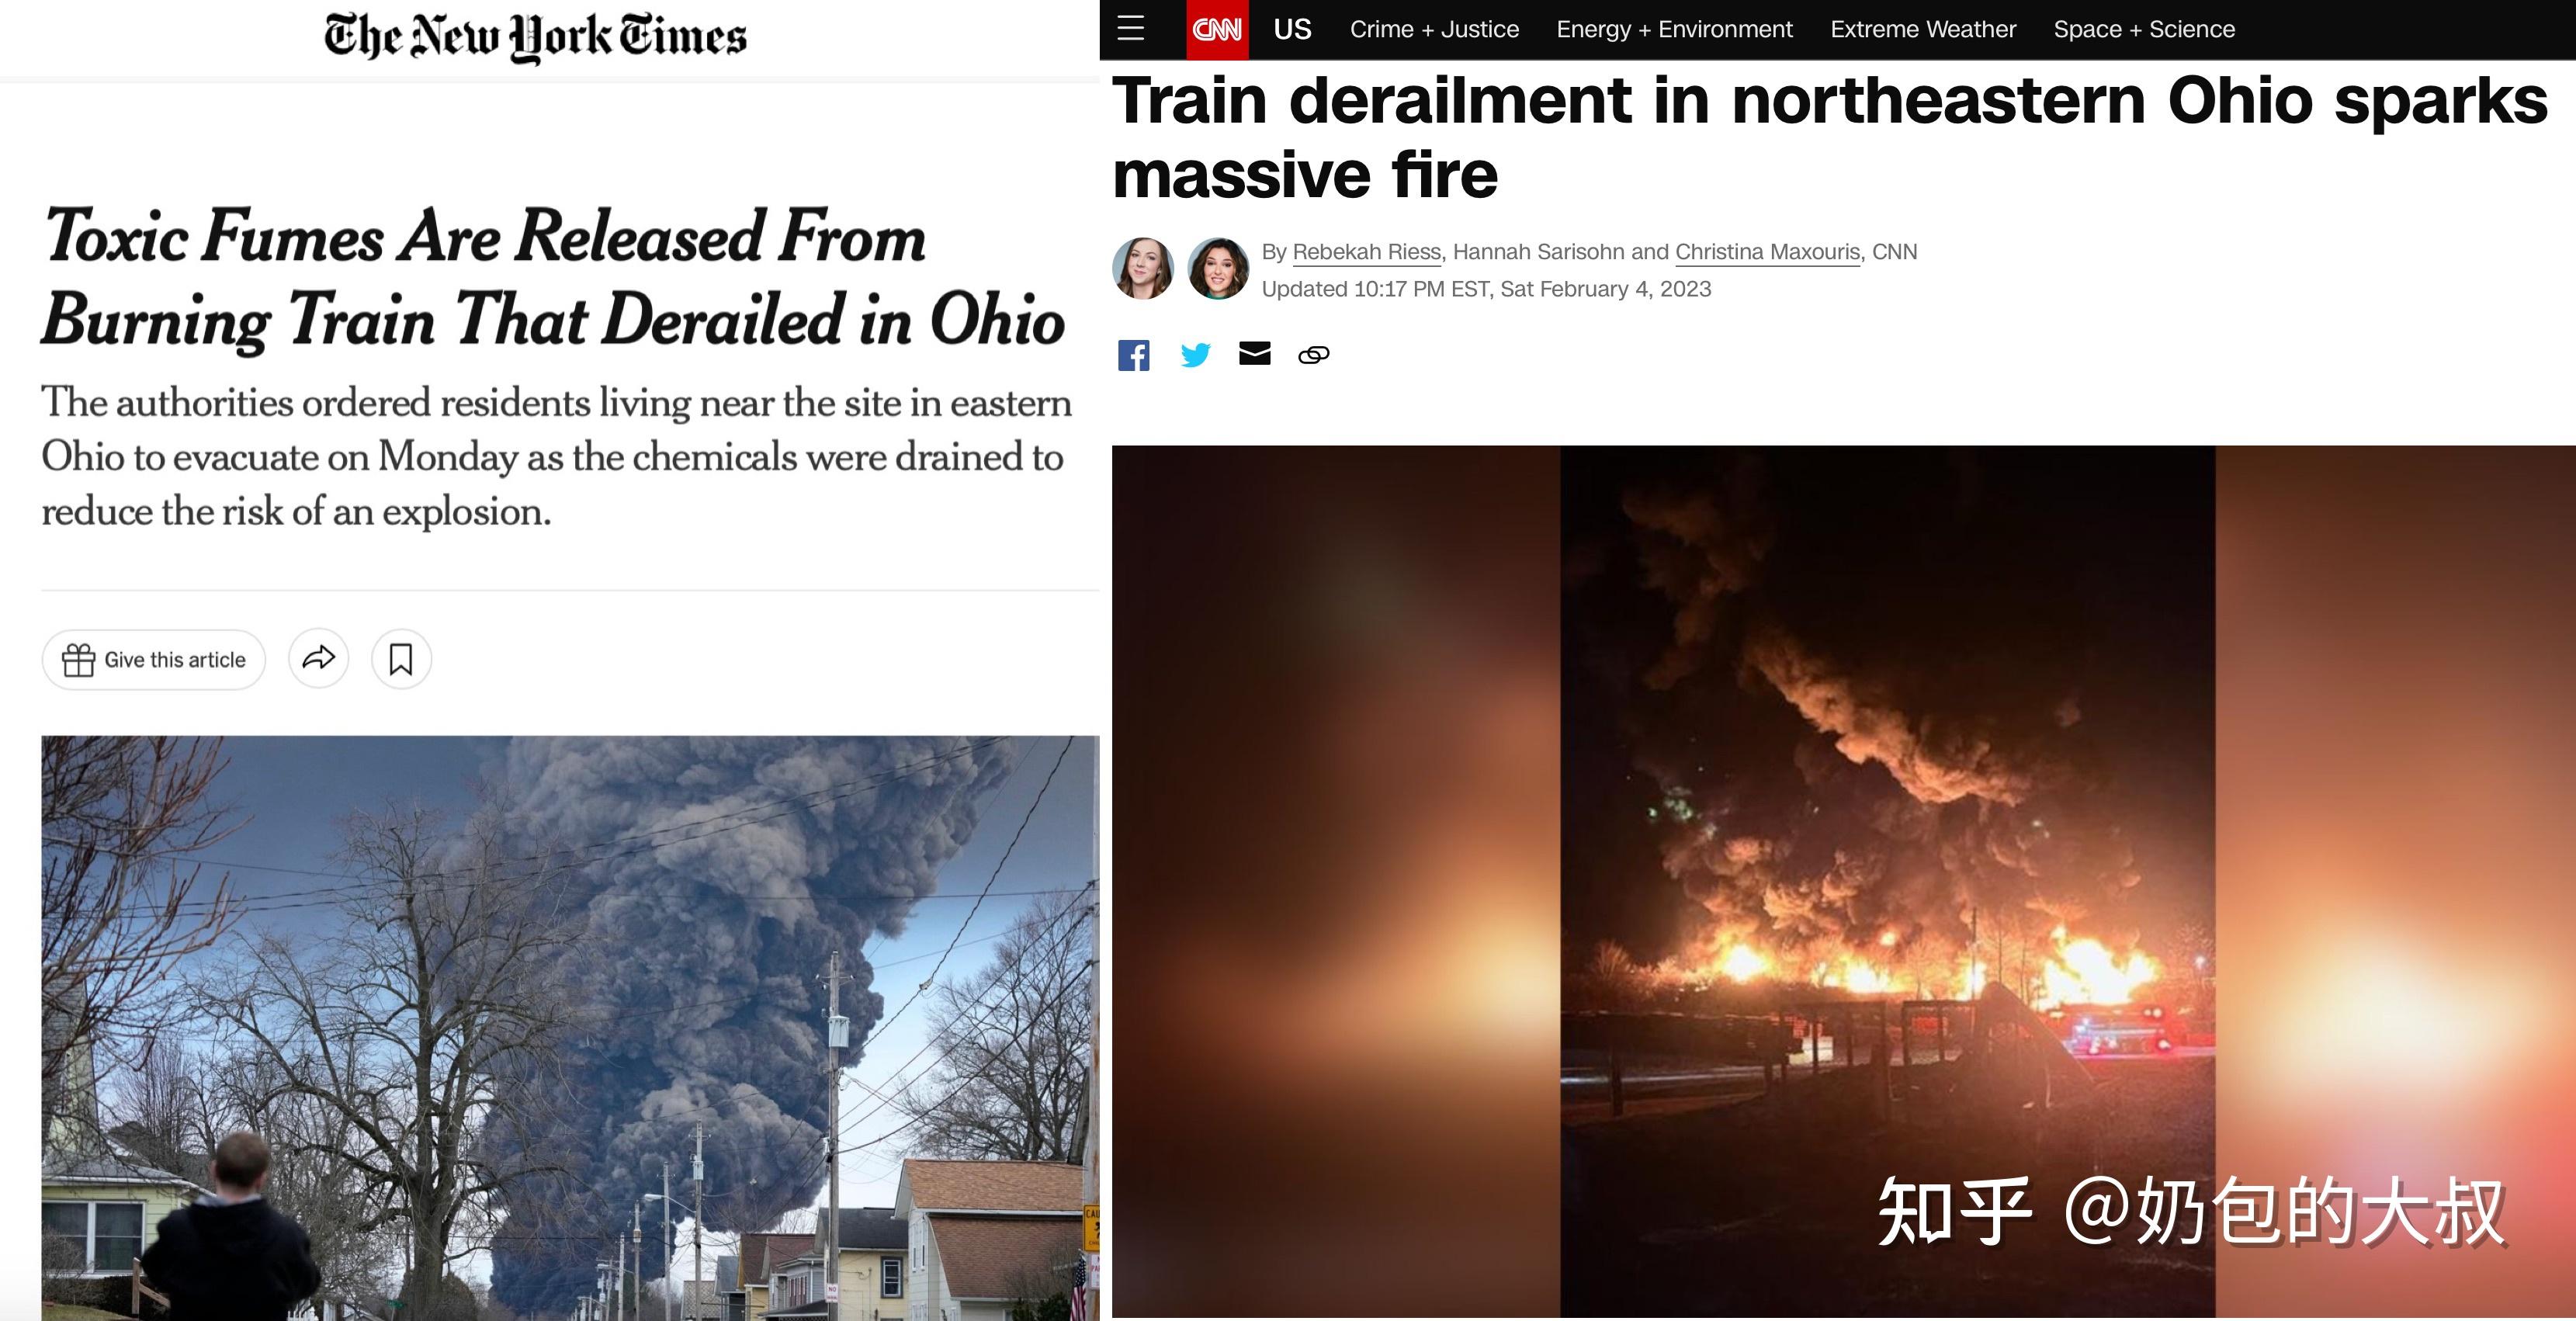 The New York Times
Toxic Fumes Are Released From
Burning Train That Derailed in Ohio
The authorities ordered residents living near the site in eastern
Ohio to evacuate on Monday as the chemicals were drained to
reduce the risk of an explosion.
Give this article
NO
CNN US Crime + Justice Energy + Environment Extreme Weather Space + Science
Train derailment in northeastern Ohio sparks
massive fire
By Rebekah Riess, Hannah Sarisohn and Christina Maxouris, CNN
Updated 10:17 PM EST, Sat February 4, 2023
知乎 @奶包的大叔